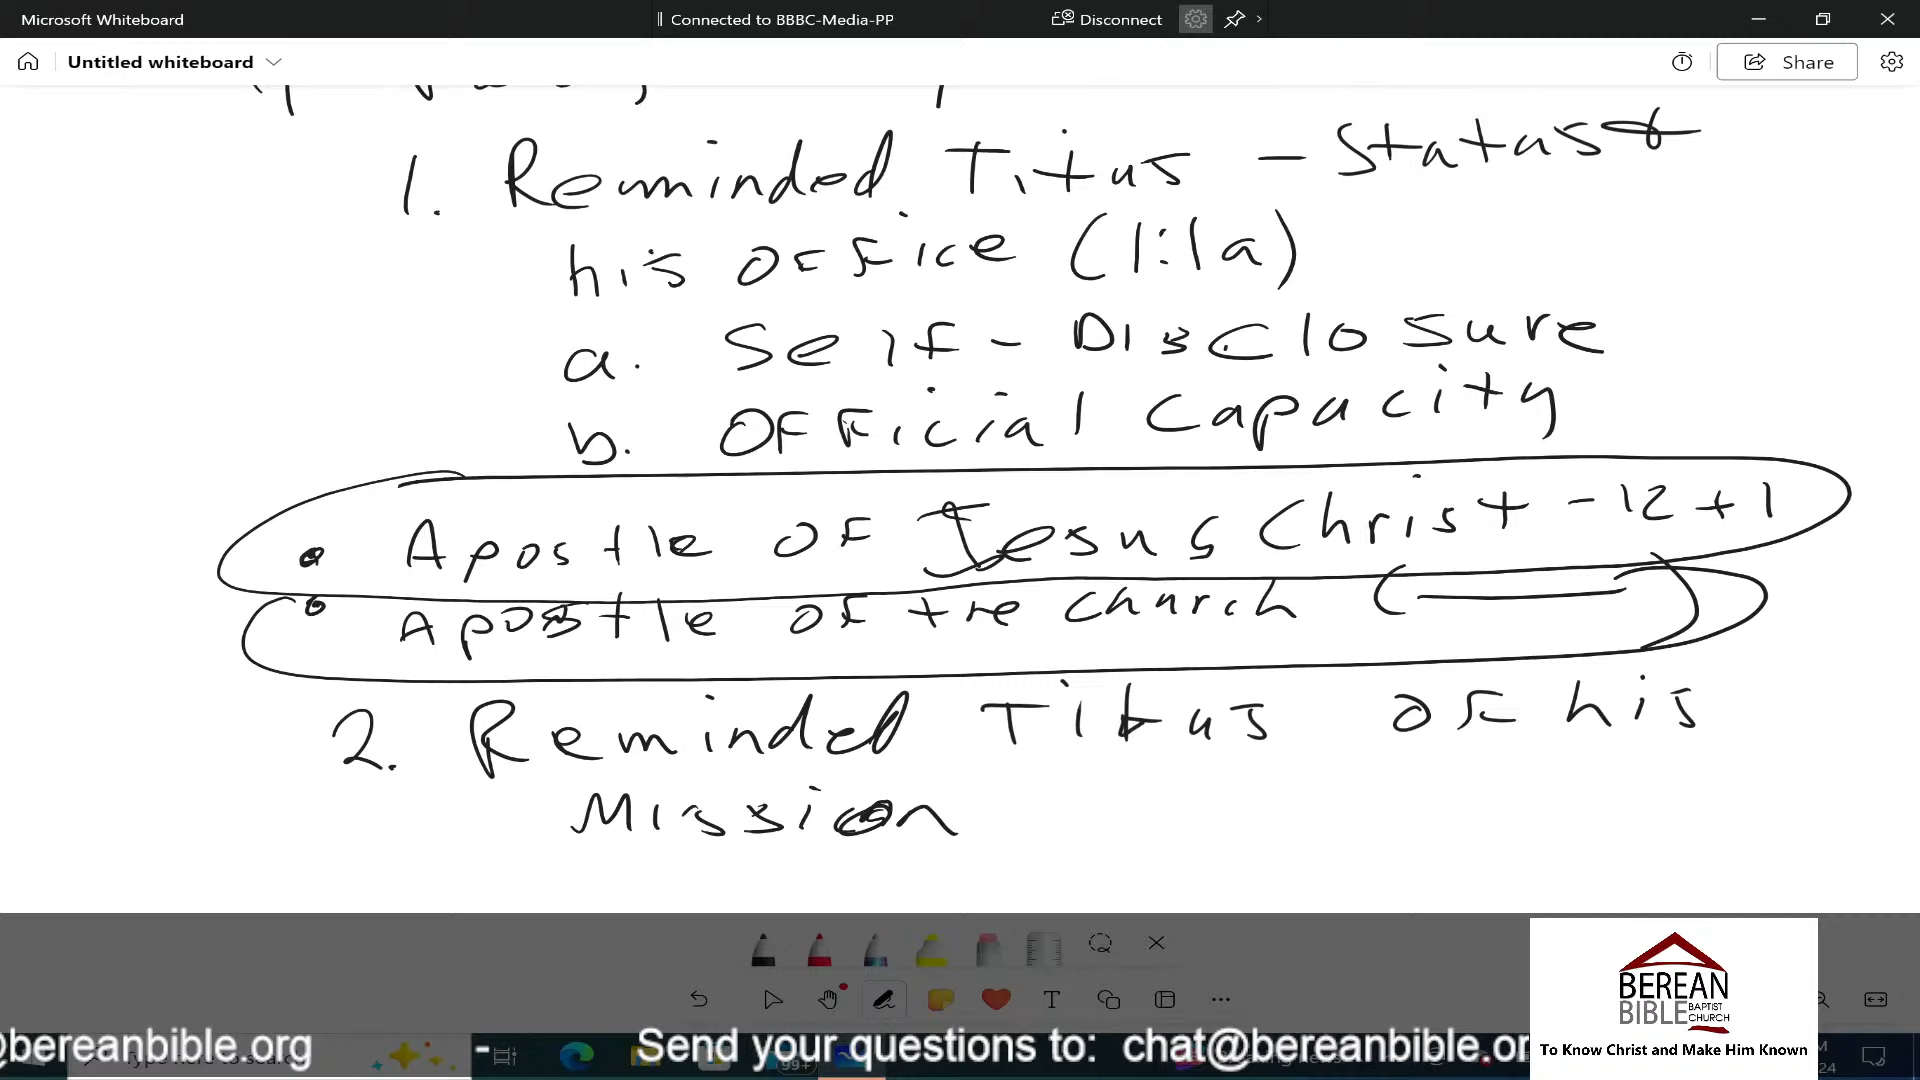 Microsoft Whiteboard
Connected to BBBC-Media-PP
Disconnect
Untitled whiteboard
Share
1. Reminded Titus - Status of
his office (1:1a)
a. Self-Disclosure
b. Official Capacity
• Apostle of Jesus Christ - 12 + 1
• Apostle of the church ( )
2. Reminded Titus of his
Mission
T
BEREAN
BIBLE BAPTIST CHURCH
To Know Christ and Make Him Known
@bereanbible.org - Send your questions to: chat@bereanbible.or
99+
24